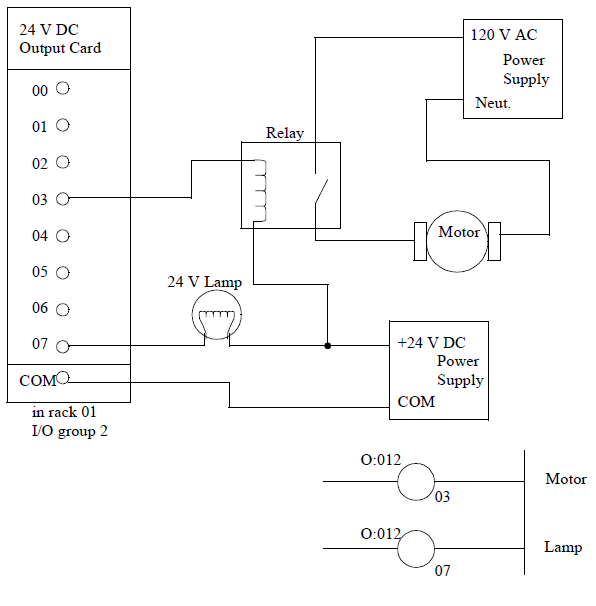 24 V DC
Output Card
00
01
02
03
04
05
06
07
COM
in rack 01
I/O group 2
Relay
24 V Lamp
120 V AC
Power
Supply
Neut.
Motor
+24 V DC
Power
Supply
COM
O:012
03
Motor
O:012
07
Lamp